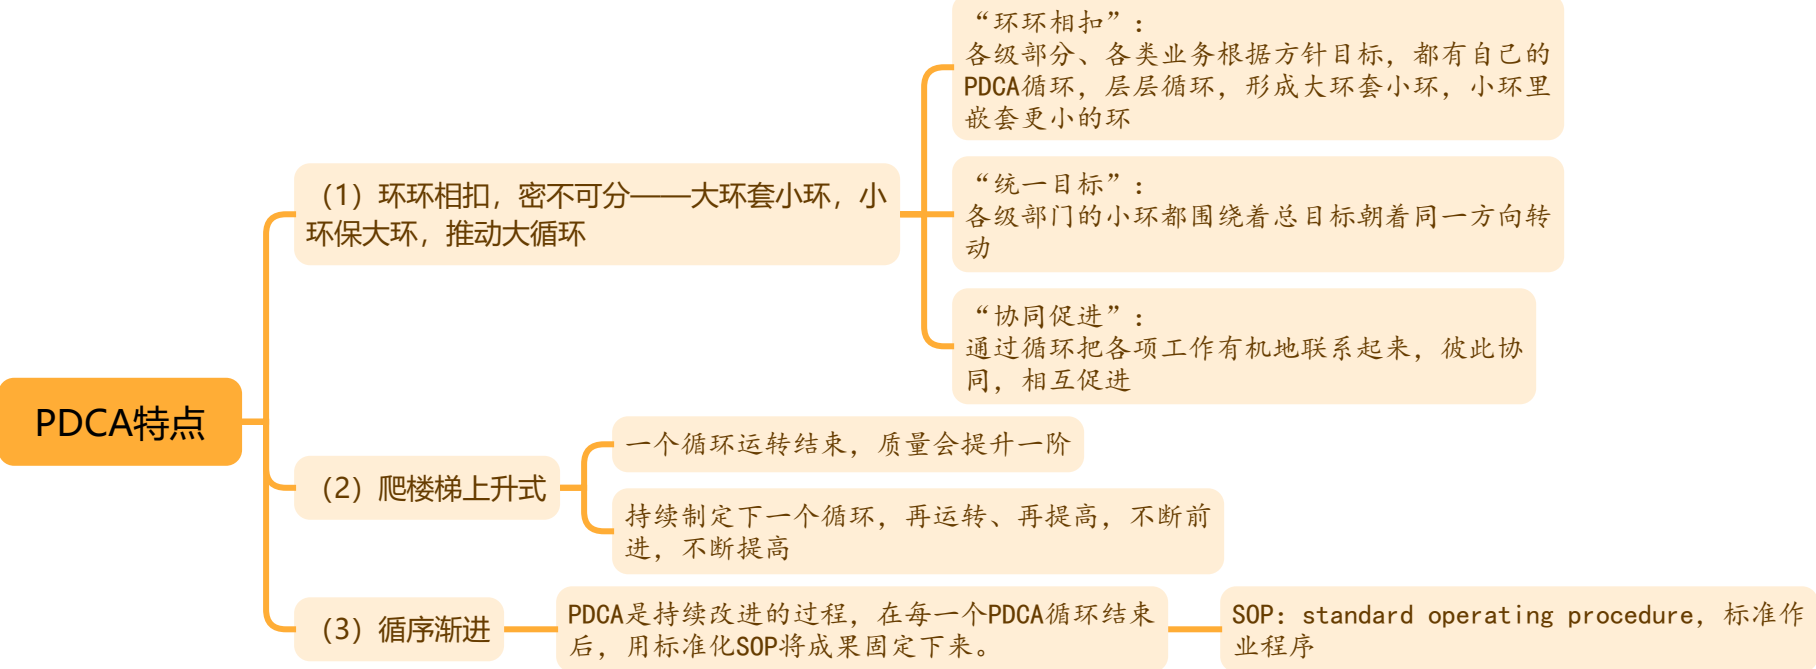 PDCA特点
（1）环环相扣，密不可分——大环套小环，小
环保大环，推动大循环
“环环相扣”：
各级部分、各类业务根据方针目标，都有自己的
PDCA循环，层层循环，形成大环套小环，小环里
嵌套更小的环
“统一目标”：
各级部门的小环都围绕着总目标朝着同一方向转
动
“协同促进”：
通过循环把各项工作有机地联系起来，彼此协
同，相互促进
（2）爬楼梯上升式
一个循环运转结束，质量会提升一阶
持续制定下一个循环，再运转、再提高，不断前
进，不断提高
（3）循序渐进
PDCA是持续改进的过程，在每一个PDCA循环结束
后，用标准化SOP将成果固定下来。
SOP：standard operating procedure，标准作
业程序